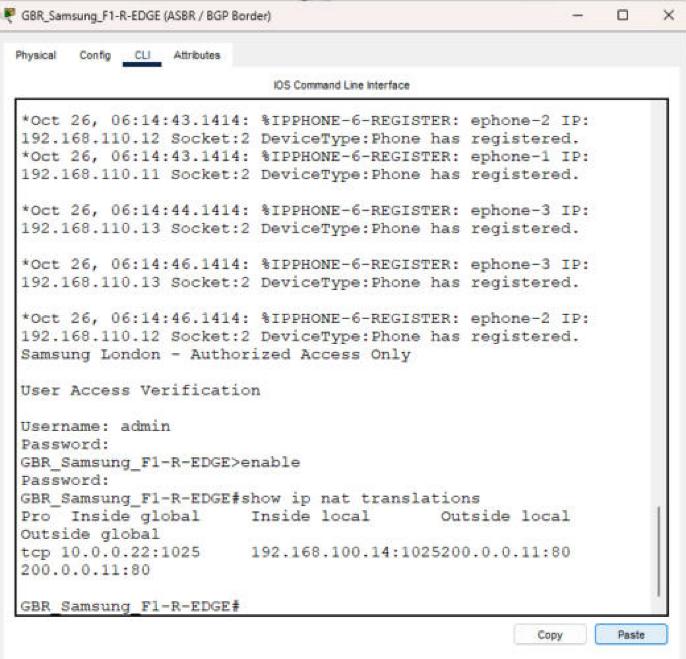 GBR_Samsung_F1-R-EDGE (ASBR / BGP Border)
Physical Config CLI Attributes
IOS Command Line Interface
*Oct 26, 06:14:43.1414: %IPPHONE-6-REGISTER: ephone-2 IP:
192.168.110.12 Socket:2 DeviceType:Phone has registered.
*Oct 26, 06:14:43.1414: %IPPHONE-6-REGISTER: ephone-1 IP:
192.168.110.11 Socket:2 DeviceType:Phone has registered.
*Oct 26, 06:14:44.1414: %IPPHONE-6-REGISTER: ephone-3 IP:
192.168.110.13 Socket:2 DeviceType:Phone has registered.
*Oct 26, 06:14:46.1414: %IPPHONE-6-REGISTER: ephone-3 IP:
192.168.110.13 Socket:2 DeviceType:Phone has registered.
*Oct 26, 06:14:46.1414: %IPPHONE-6-REGISTER: ephone-2 IP:
192.168.110.12 Socket:2 DeviceType:Phone has registered.
Samsung London - Authorized Access Only
User Access Verification
Username: admin
Password:
GBR_Samsung_F1-R-EDGE>enable
Password:
GBR_Samsung_F1-R-EDGE#show ip nat translations
Pro Inside global Inside local Outside local
Outside global
tcp 10.0.0.22:1025 192.168.100.14:1025200.0.0.11:80
200.0.0.11:80
GBR_Samsung_F1-R-EDGE#
Copy Paste